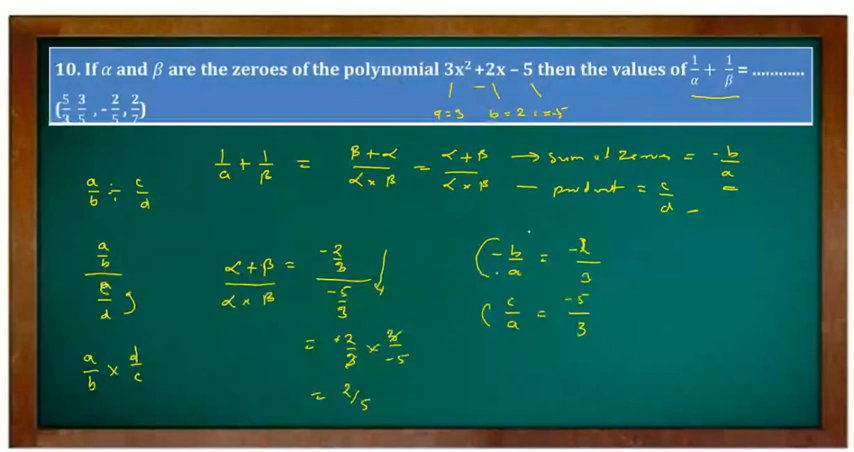 10. If α and β are the zeroes of the polynomial 3x² +2x – 5 then the values of 1/α + 1/β = ............
(5/3, 3/5, - 2/5, 2/7)
a=3 b=2 c=-5
1/α + 1/β = β+α / α×β = α+β / α×β → sum of zeroes = -b/a
– product = c/d
a/b ÷ c/d
a/b / c/d
α+β / α×β = -2/3 / -5/3
(-b/a = -2/3
(c/a = -5/3
= 2/3 × 3/-5
a/b × d/c
= 2/5